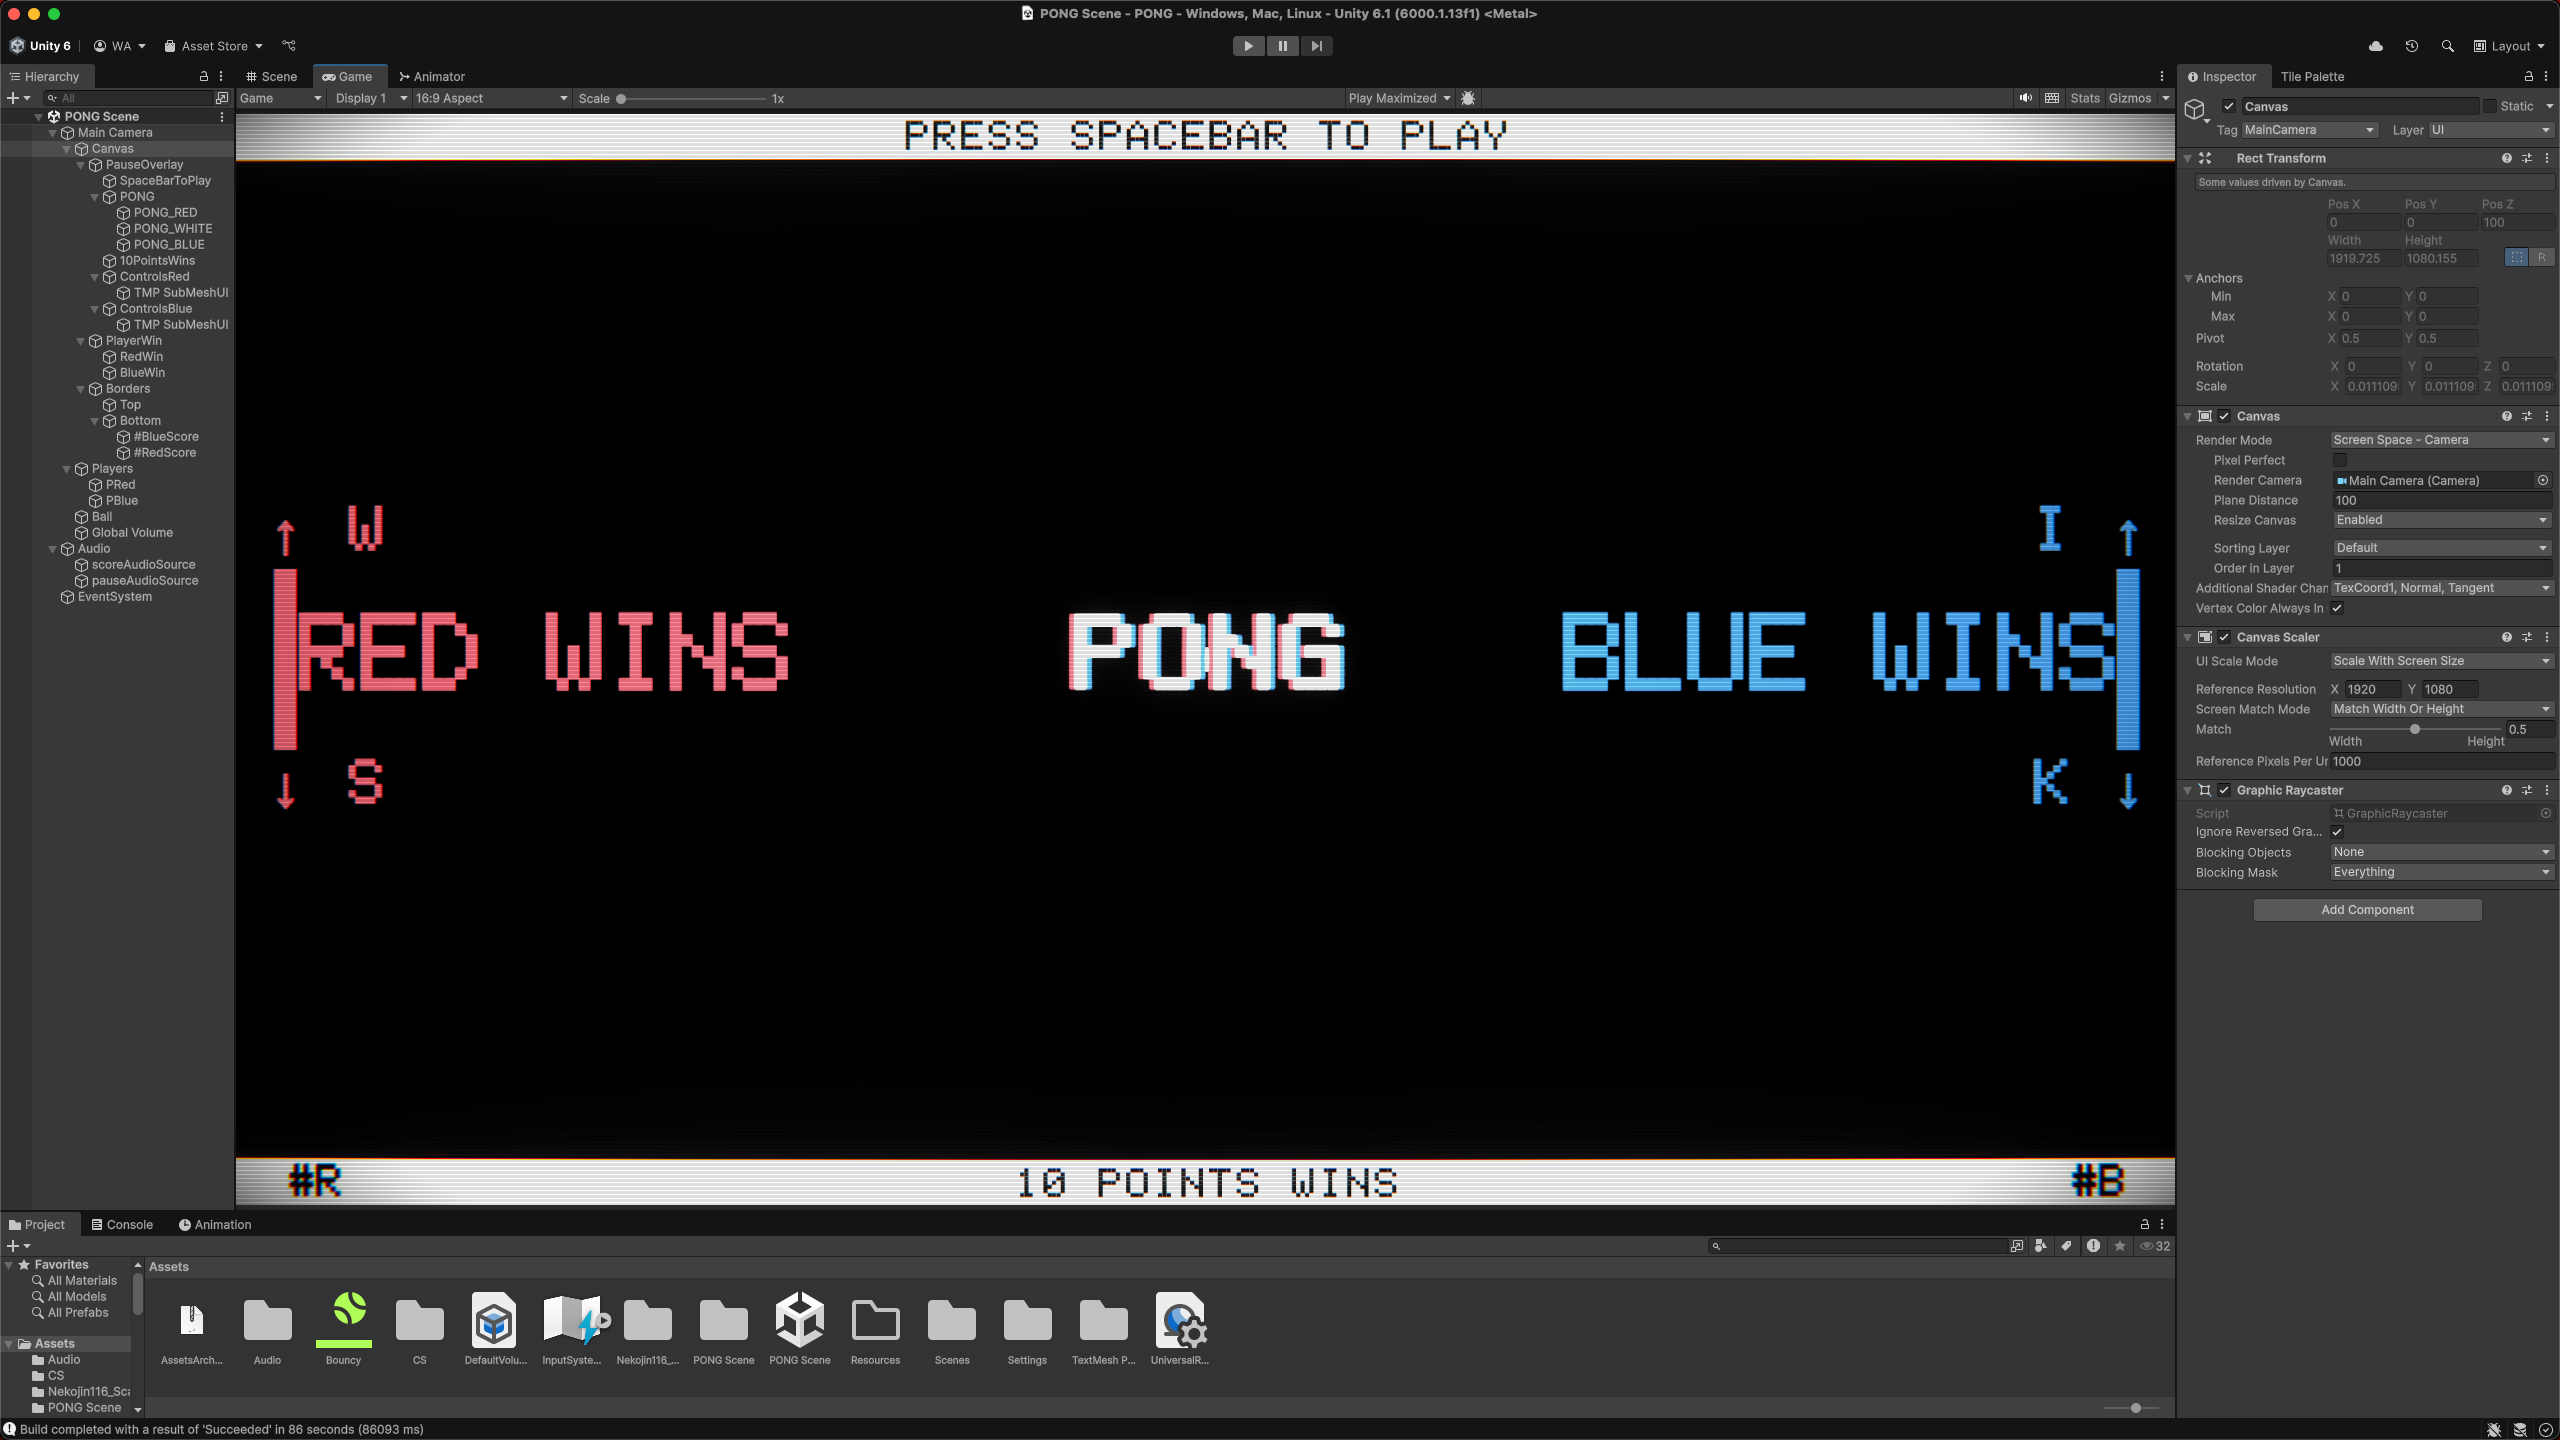 PONG Scene - PONG - Windows, Mac, Linux - Unity 6.1 (6000.1.13f1) <Metal>
Unity 6 WA Asset Store Layout
Hierarchy
All
PONG Scene
Main Camera
Canvas
PauseOverlay
SpaceBarToPlay
PONG
PONG_RED
PONG_WHITE
PONG_BLUE
10PointsWins
ControlsRed
TMP SubMeshUI
ControlsBlue
TMP SubMeshUI
PlayerWin
RedWin
BlueWin
Borders
Top
Bottom
#BlueScore
#RedScore
Players
PRed
PBlue
Ball
Global Volume
Audio
scoreAudioSource
pauseAudioSource
EventSystem
Scene Game Animator
Game Display 1 16:9 Aspect Scale 1x Play Maximized Stats Gizmos
PRESS SPACEBAR TO PLAY
↑ W I ↑
RED WINS PONG BLUE WINS
↓ S K ↓
#R 10 POINTS WINS #B
Inspector Tile Palette
Canvas Static
Tag MainCamera Layer UI
Rect Transform
Some values driven by Canvas.
Pos X Pos Y Pos Z
0 0 100
Width Height
1919.725 1080.155 R
Anchors
Min X 0 Y 0
Max X 0 Y 0
Pivot X 0.5 Y 0.5
Rotation X 0 Y 0 Z 0
Scale X 0.011109 Y 0.011109 Z 0.011109
Canvas
Render Mode Screen Space - Camera
Pixel Perfect
Render Camera Main Camera (Camera)
Plane Distance 100
Resize Canvas Enabled
Sorting Layer Default
Order in Layer 1
Additional Shader Chan TexCoord1, Normal, Tangent
Vertex Color Always In
Canvas Scaler
UI Scale Mode Scale With Screen Size
Reference Resolution X 1920 Y 1080
Screen Match Mode Match Width Or Height
Match 0.5
Width Height
Reference Pixels Per Ur 1000
Graphic Raycaster
Script GraphicRaycaster
Ignore Reversed Gra...
Blocking Objects None
Blocking Mask Everything
Add Component
Project Console Animation
32
Favorites
All Materials
All Models
All Prefabs
Assets
Audio
CS
Nekojin116_Sca
PONG Scene
Assets
AssetsArch... Audio Bouncy CS DefaultVolu... InputSyste... Nekojin116_... PONG Scene PONG Scene Resources Scenes Settings TextMesh P... UniversalR...
Build completed with a result of 'Succeeded' in 86 seconds (86093 ms)